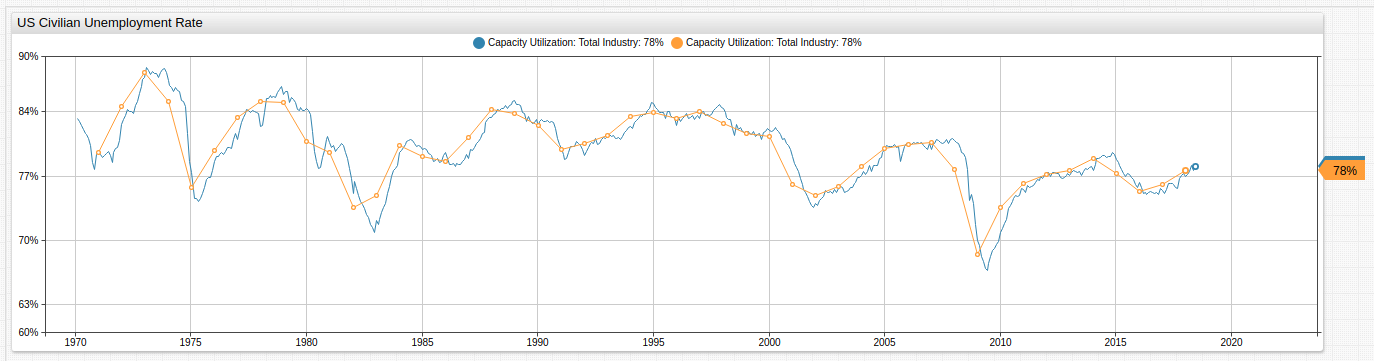 US Civilian Unemployment Rate
Capacity Utilization: Total Industry: 78% Capacity Utilization: Total Industry: 78%
90%
84%
77%
78%
70%
63%
60%
1970 1975 1980 1985 1990 1995 2000 2005 2010 2015 2020